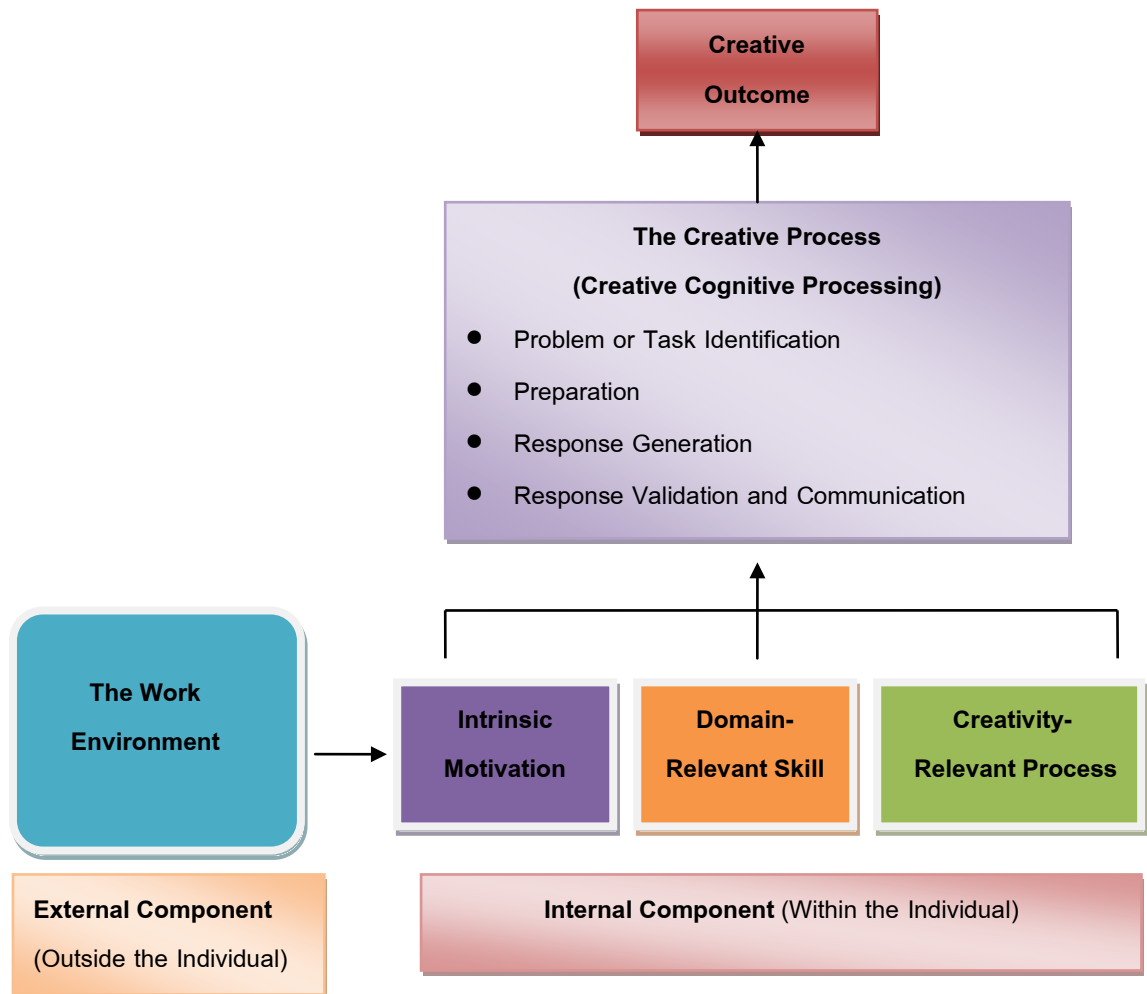 Creative
Outcome
The Creative Process
(Creative Cognitive Processing)
● Problem or Task Identification
● Preparation
● Response Generation
● Response Validation and Communication
The Work
Environment
Intrinsic
Motivation
Domain-
Relevant Skill
Creativity-
Relevant Process
External Component
(Outside the Individual)
Internal Component (Within the Individual)